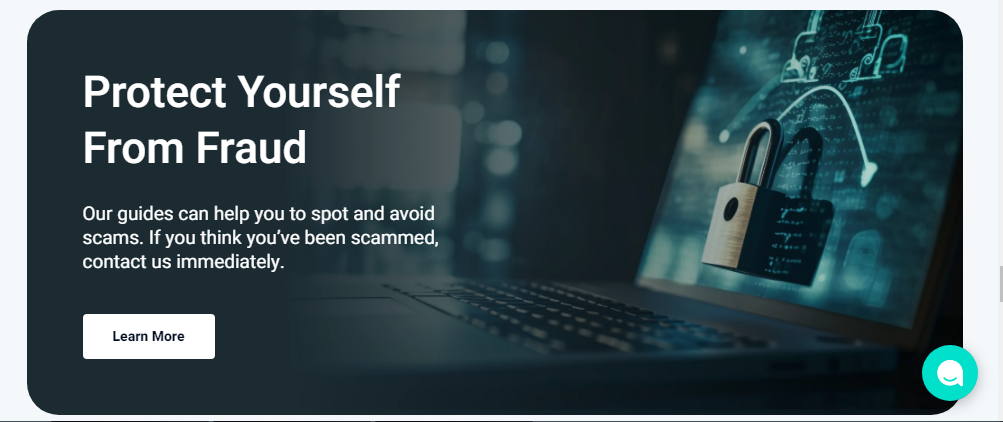 Protect Yourself
From Fraud
Our guides can help you to spot and avoid
scams. If you think you've been scammed,
contact us immediately.
Learn More